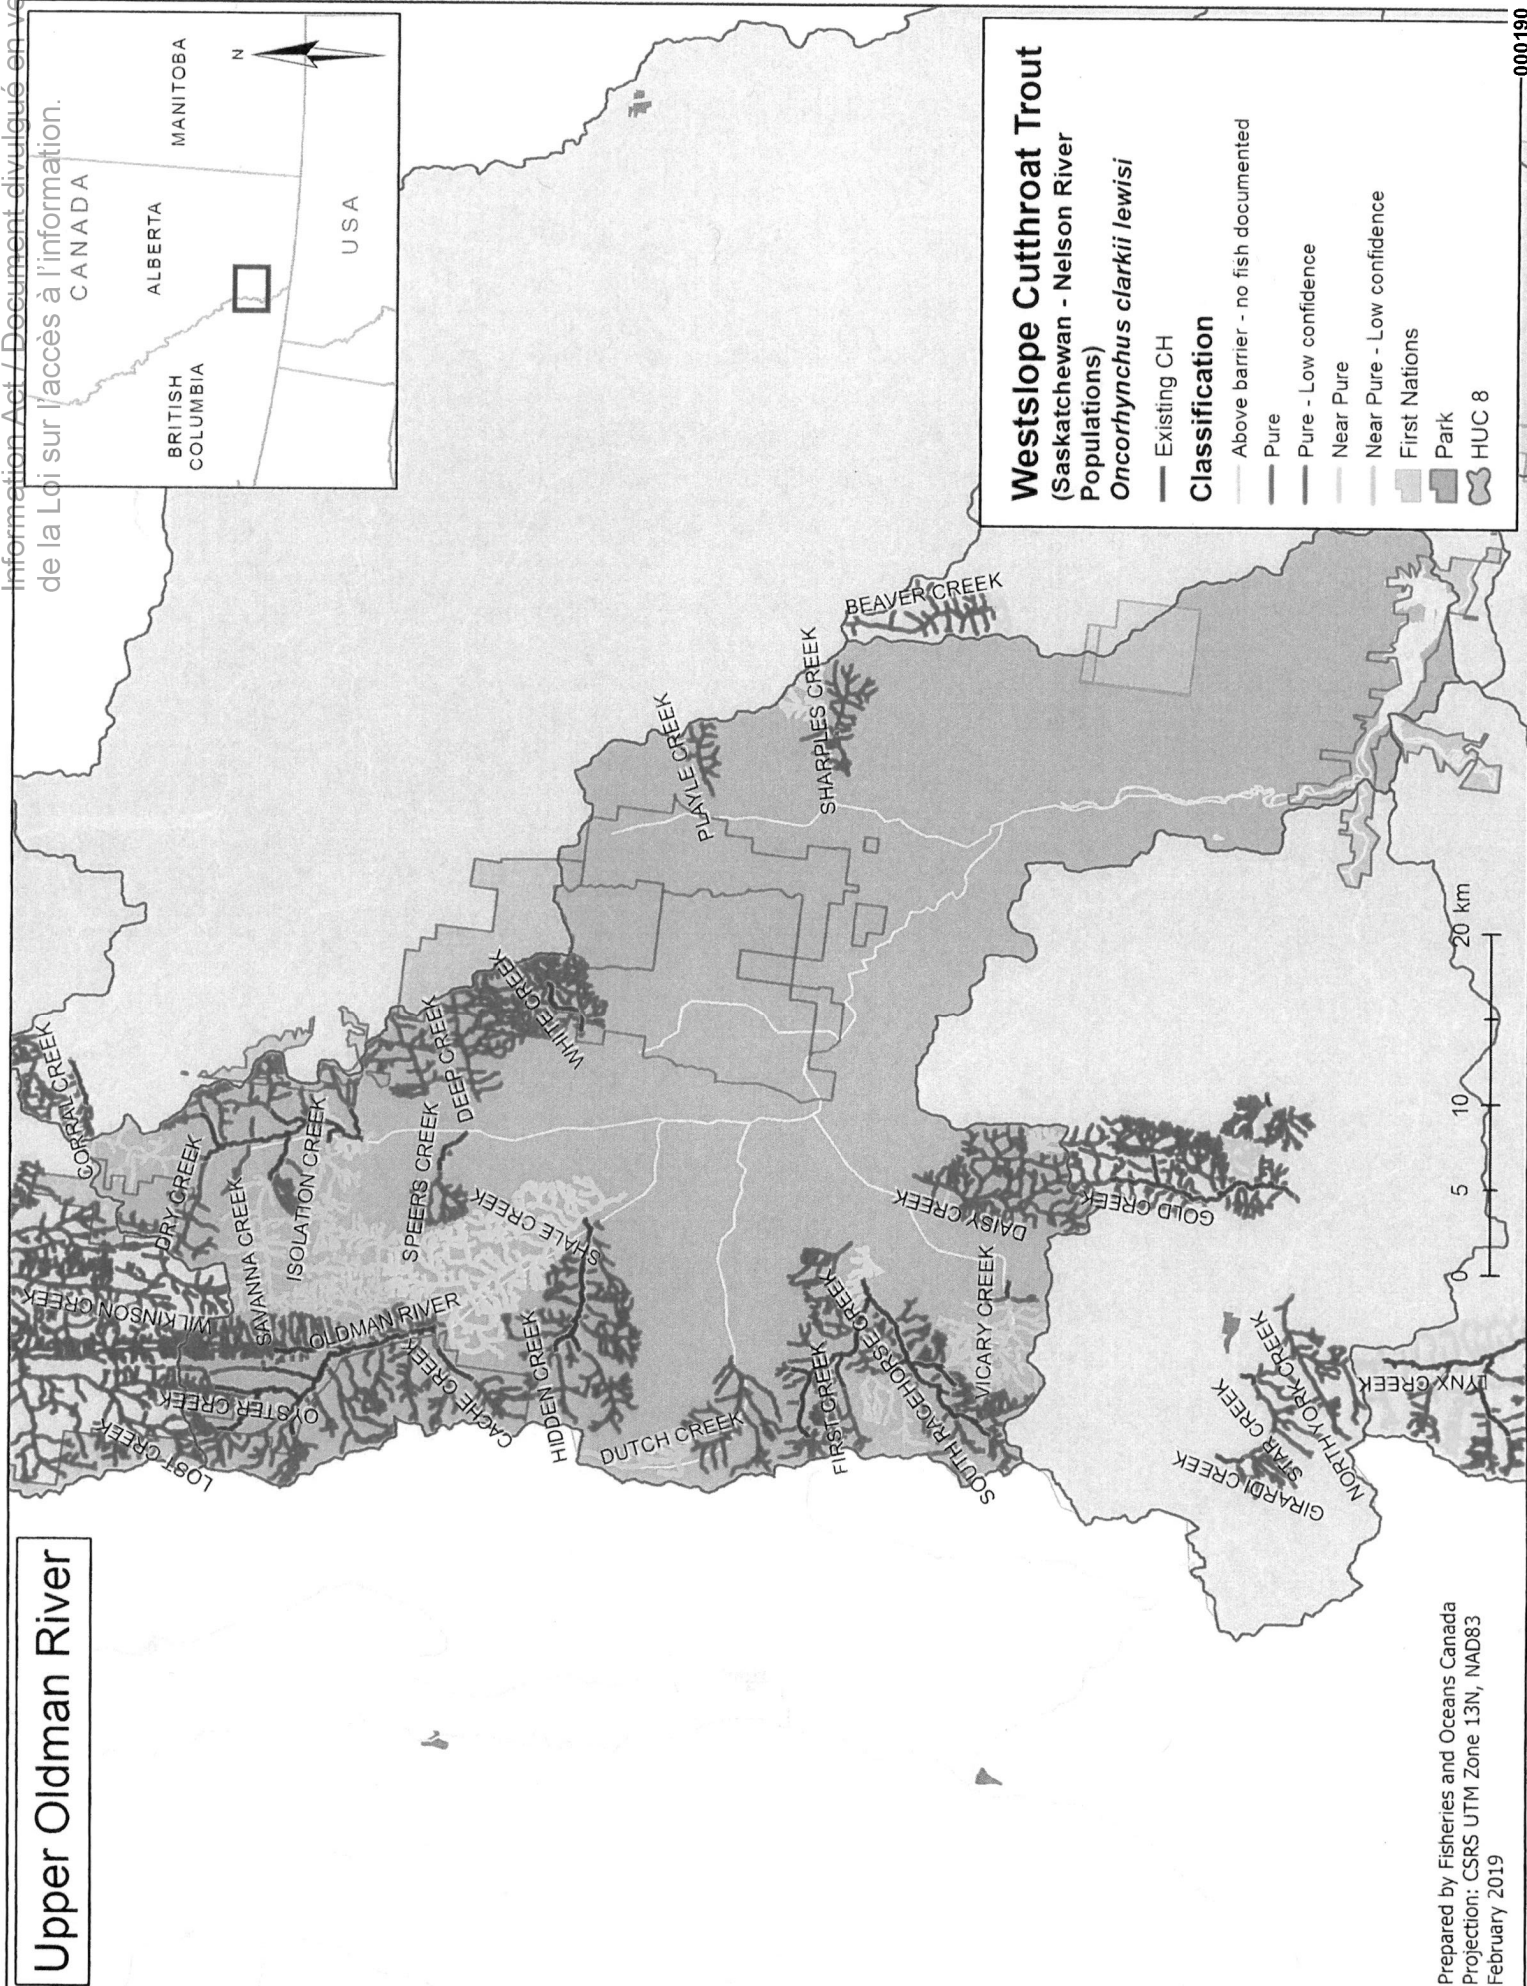 Upper Oldman River
Information Act / Document divulgué en
de la Loi sur l'accès à l'information.
CANADA
MANITOBA
ALBERTA
BRITISH
COLUMBIA
USA
N
CORRAL CREEK
WILKINSON CREEK
DRY CREEK
SAVANNA CREEK
ISOLATION CREEK
LOST CREEK
OYSTER CREEK
OLDMAN RIVER
CACHE CREEK
SPEERS CREEK
DEEP CREEK
WHITE CREEK
SHALE CREEK
HIDDEN CREEK
DUTCH CREEK
PLAYLE CREEK
SHARPLES CREEK
BEAVER CREEK
FIRST CREEK
SOUTH RACEHORSE CREEK
VICARY CREEK
DAISY CREEK
GOLD CREEK
GIRARDI CREEK
STAR CREEK
NORTH YORK CREEK
LYNX CREEK
0 5 10 20 km
Westslope Cutthroat Trout
(Saskatchewan - Nelson River
Populations)
Oncorhynchus clarkii lewisi
Existing CH
Classification
Above barrier - no fish documented
Pure
Pure - Low confidence
Near Pure
Near Pure - Low confidence
First Nations
Park
HUC 8
Prepared by Fisheries and Oceans Canada
Projection: CSRS UTM Zone 13N, NAD83
February 2019
000190